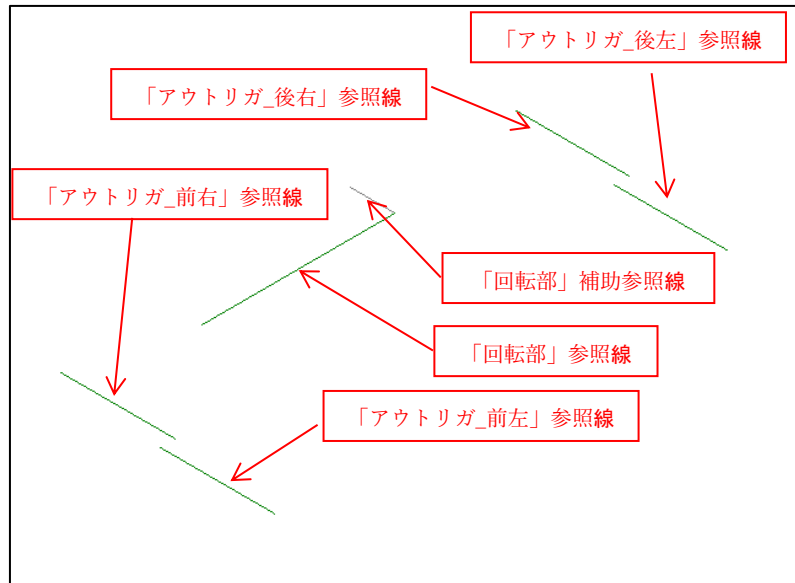 「アウトリガ_後左」参照線
「アウトリガ_後右」参照線
「アウトリガ_前右」参照線
「回転部」補助参照線
「回転部」参照線
「アウトリガ_前左」参照線